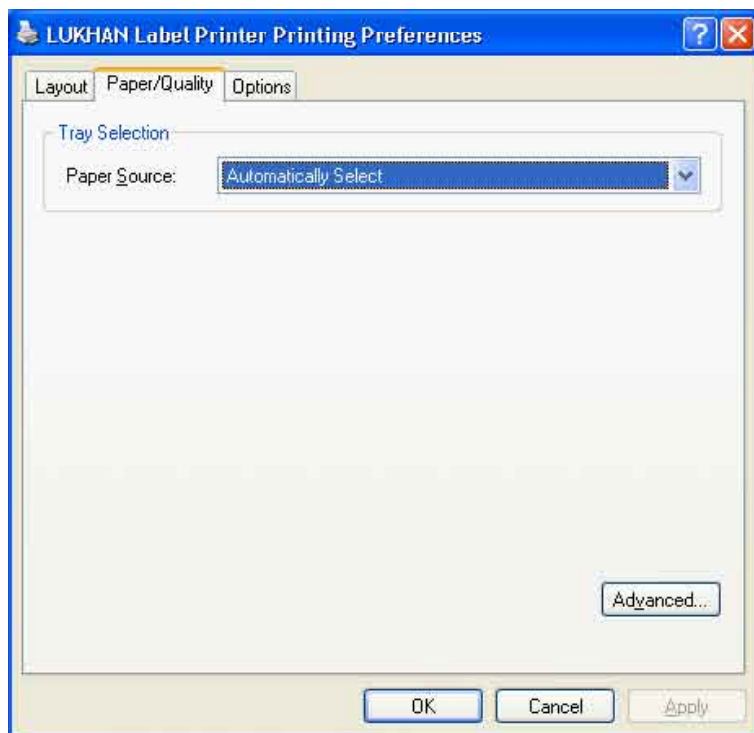 LUKHAN Label Printer Printing Preferences
Layout Paper/Quality Options
Tray Selection
Paper Source: Automatically Select
Advanced...
OK Cancel Apply